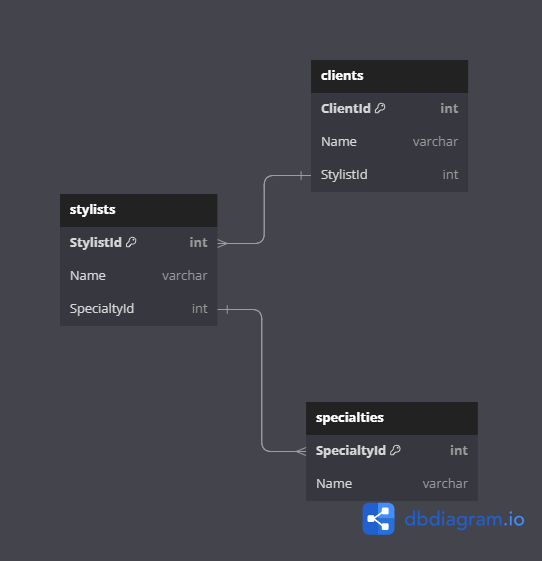 clients
ClientId int
Name varchar
StylistId int
stylists
StylistId int
Name varchar
SpecialtyId int
specialties
SpecialtyId int
Name varchar
dbdiagram.io